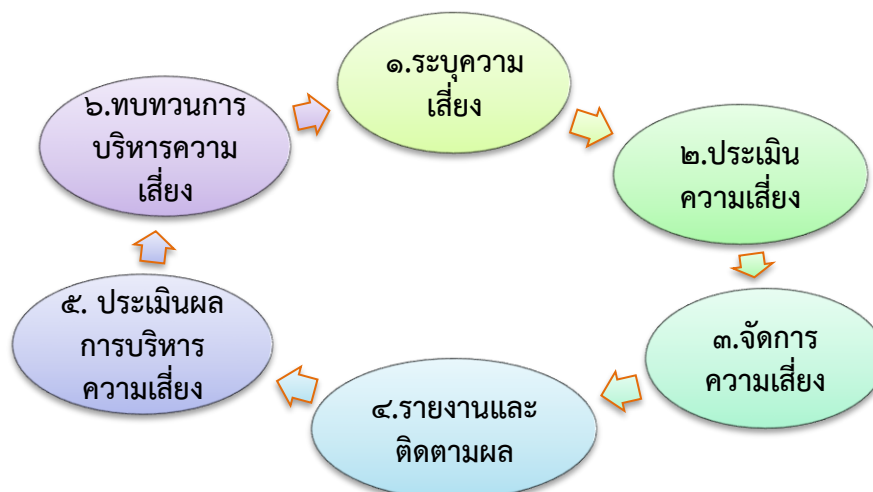 ๑.ระบุความ
เสี่ยง
๒.ประเมิน
ความเสี่ยง
๓.จัดการ
ความเสี่ยง
๔.รายงานและ
ติดตามผล
๕. ประเมินผล
การบริหาร
ความเสี่ยง
๖.ทบทวนการ
บริหารความ
เสี่ยง